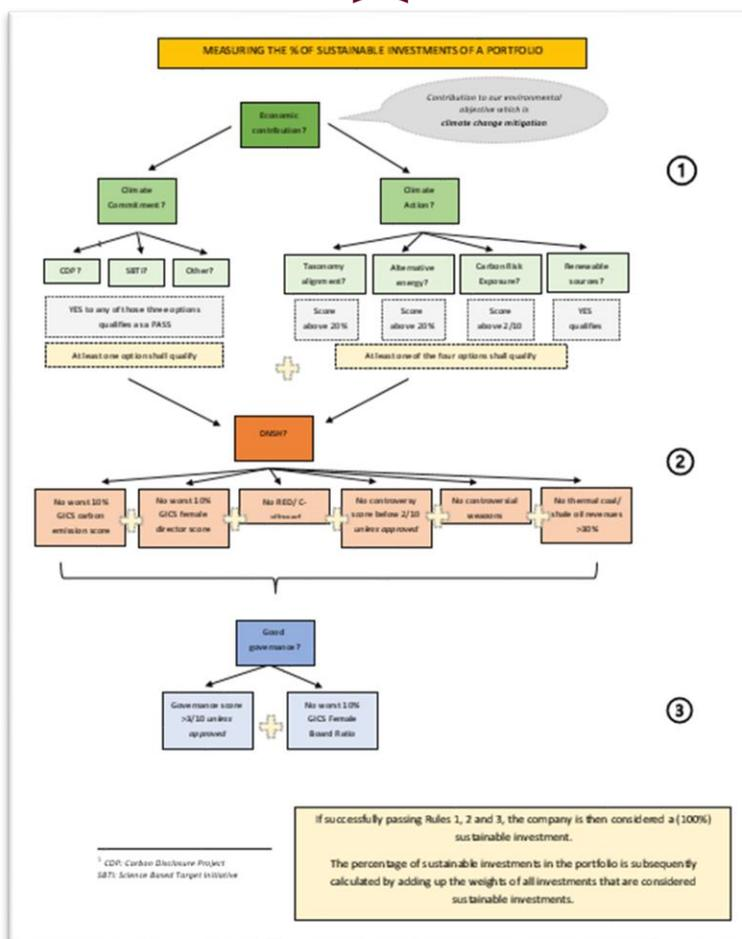 MEASURING THE % OF SUSTAINABLE INVESTMENTS OF A PORTFOLIO
Economic
contribution?
Contribution to our environmental
objective which is
climate change mitigation
1
Climate
Commitment?
Climate
Action?
CDP?
SBTI?
Other?
Taxonomy
alignment?
Alternative
energy?
Carbon Risk
Exposure?
Renewable
sources?
YES to any of those three options
qualifies as a PASS
Score
above 20%
Score
above 20%
Score
above 2/10
YES
qualifies
At least one option shall qualify
At least one of the four options shall qualify
DNSH?
2
No worst 10%
GICS carbon
emission score
No worst 10%
GICS female
director score
No RED/ C-
No controversy
score below 2/10
unless approved
No controversial
weapons
No thermal coal/
shale oil revenues
>30%
Good
governance?
Governance score
>3/10 unless
approved
No worst 10%
GICS Female
Board Ratio
3
If successfully passing Rules 1, 2 and 3, the company is then considered a (100%)
sustainable investment.
The percentage of sustainable investments in the portfolio is subsequently
calculated by adding up the weights of all investments that are considered
sustainable investments.
1 CDP: Carbon Disclosure Project
SBTI: Science Based Target Initiative